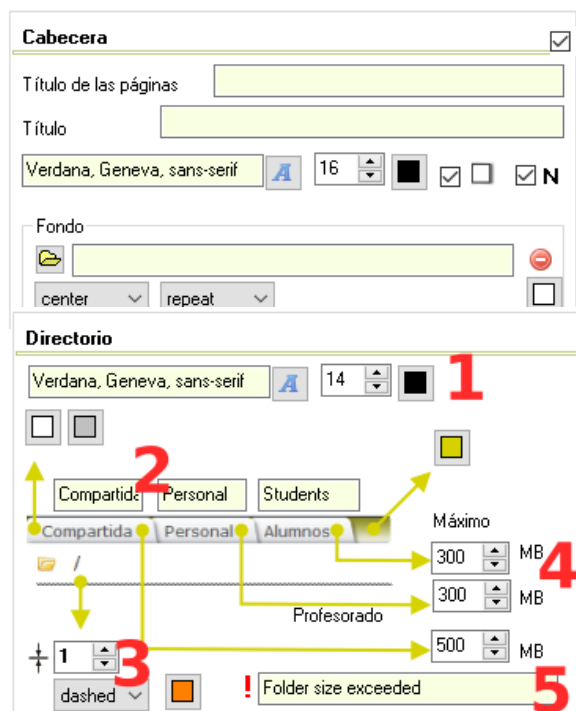 Cabecera
Título de las páginas
Título
Verdana, Geneva, sans-serif A 16 N
Fondo
center repeat
Directorio
Verdana, Geneva, sans-serif A 14 1
2
Compartida Personal Students
Compartida Personal Alumnos
Máximo
300 MB 4
/
300 MB
Profesorado
500 MB
1 3
dashed ! Folder size exceeded 5